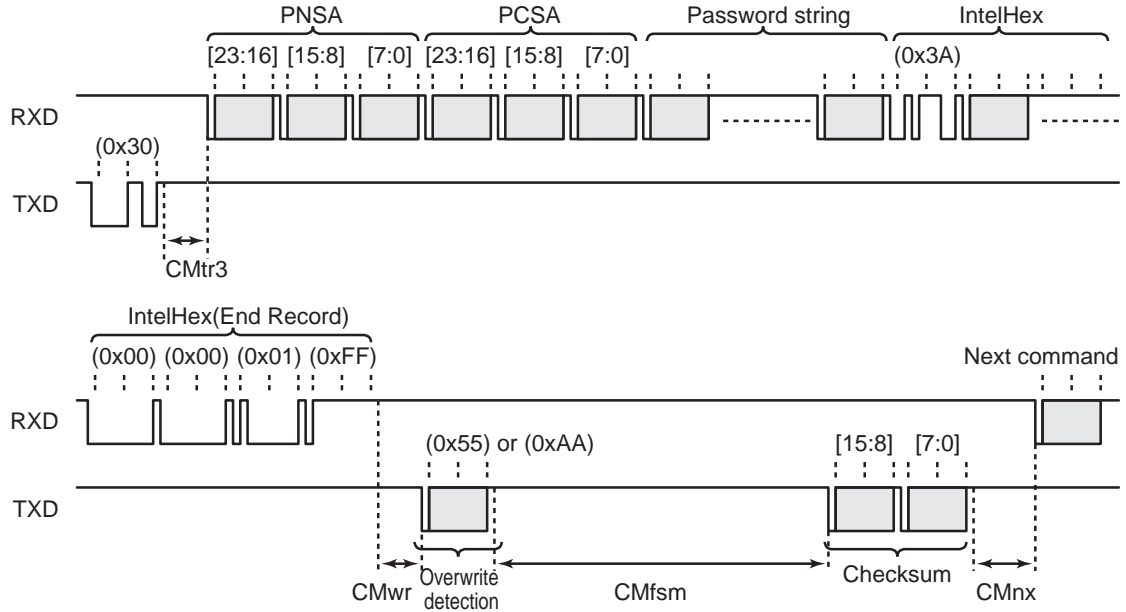 PNSA PCSA Password string IntelHex
[23:16] [15:8] [7:0] [23:16] [15:8] [7:0] (0x3A)
RXD
(0x30)
TXD
CMtr3
IntelHex(End Record)
(0x00) (0x00) (0x01) (0xFF) Next command
RXD
(0x55) or (0xAA) [15:8] [7:0]
TXD
CMwr Overwrite detection CMfsm Checksum CMnx